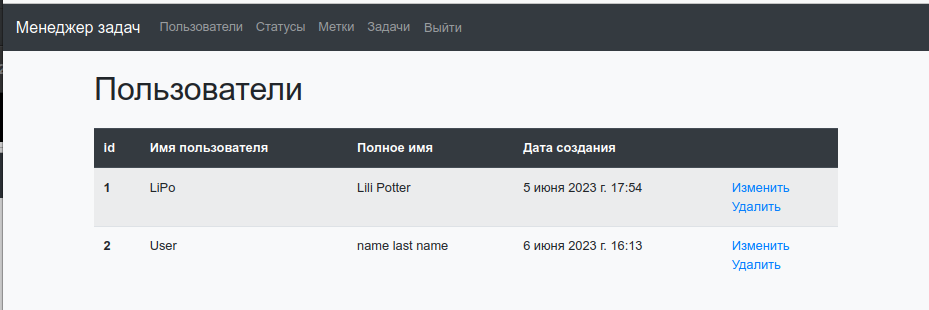 Менеджер задач Пользователи Статусы Метки Задачи Выйти
Пользователи
id Имя пользователя Полное имя Дата создания
1 LiPo Lili Potter 5 июня 2023 г. 17:54 Изменить
Удалить
2 User name last name 6 июня 2023 г. 16:13 Изменить
Удалить